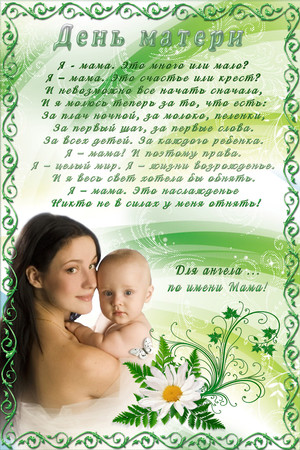 День матери
Я - мама. Это много или мало?
Я – мама. Это счастье или крест?
И невозможно все начать сначала,
И я молюсь теперь за то, что есть:
За плач ночной, за молоко, пеленки,
За первый шаг, за первые слова.
За всех детей. За каждого ребенка.
Я – мама! И поэтому права.
Я – целый мир. Я – жизни возрожденье.
И я весь свет хотела бы обнять.
Я – мама. Это наслажденье
Никто не в силах у меня отнять!
Для ангела ...
по имени Мама!